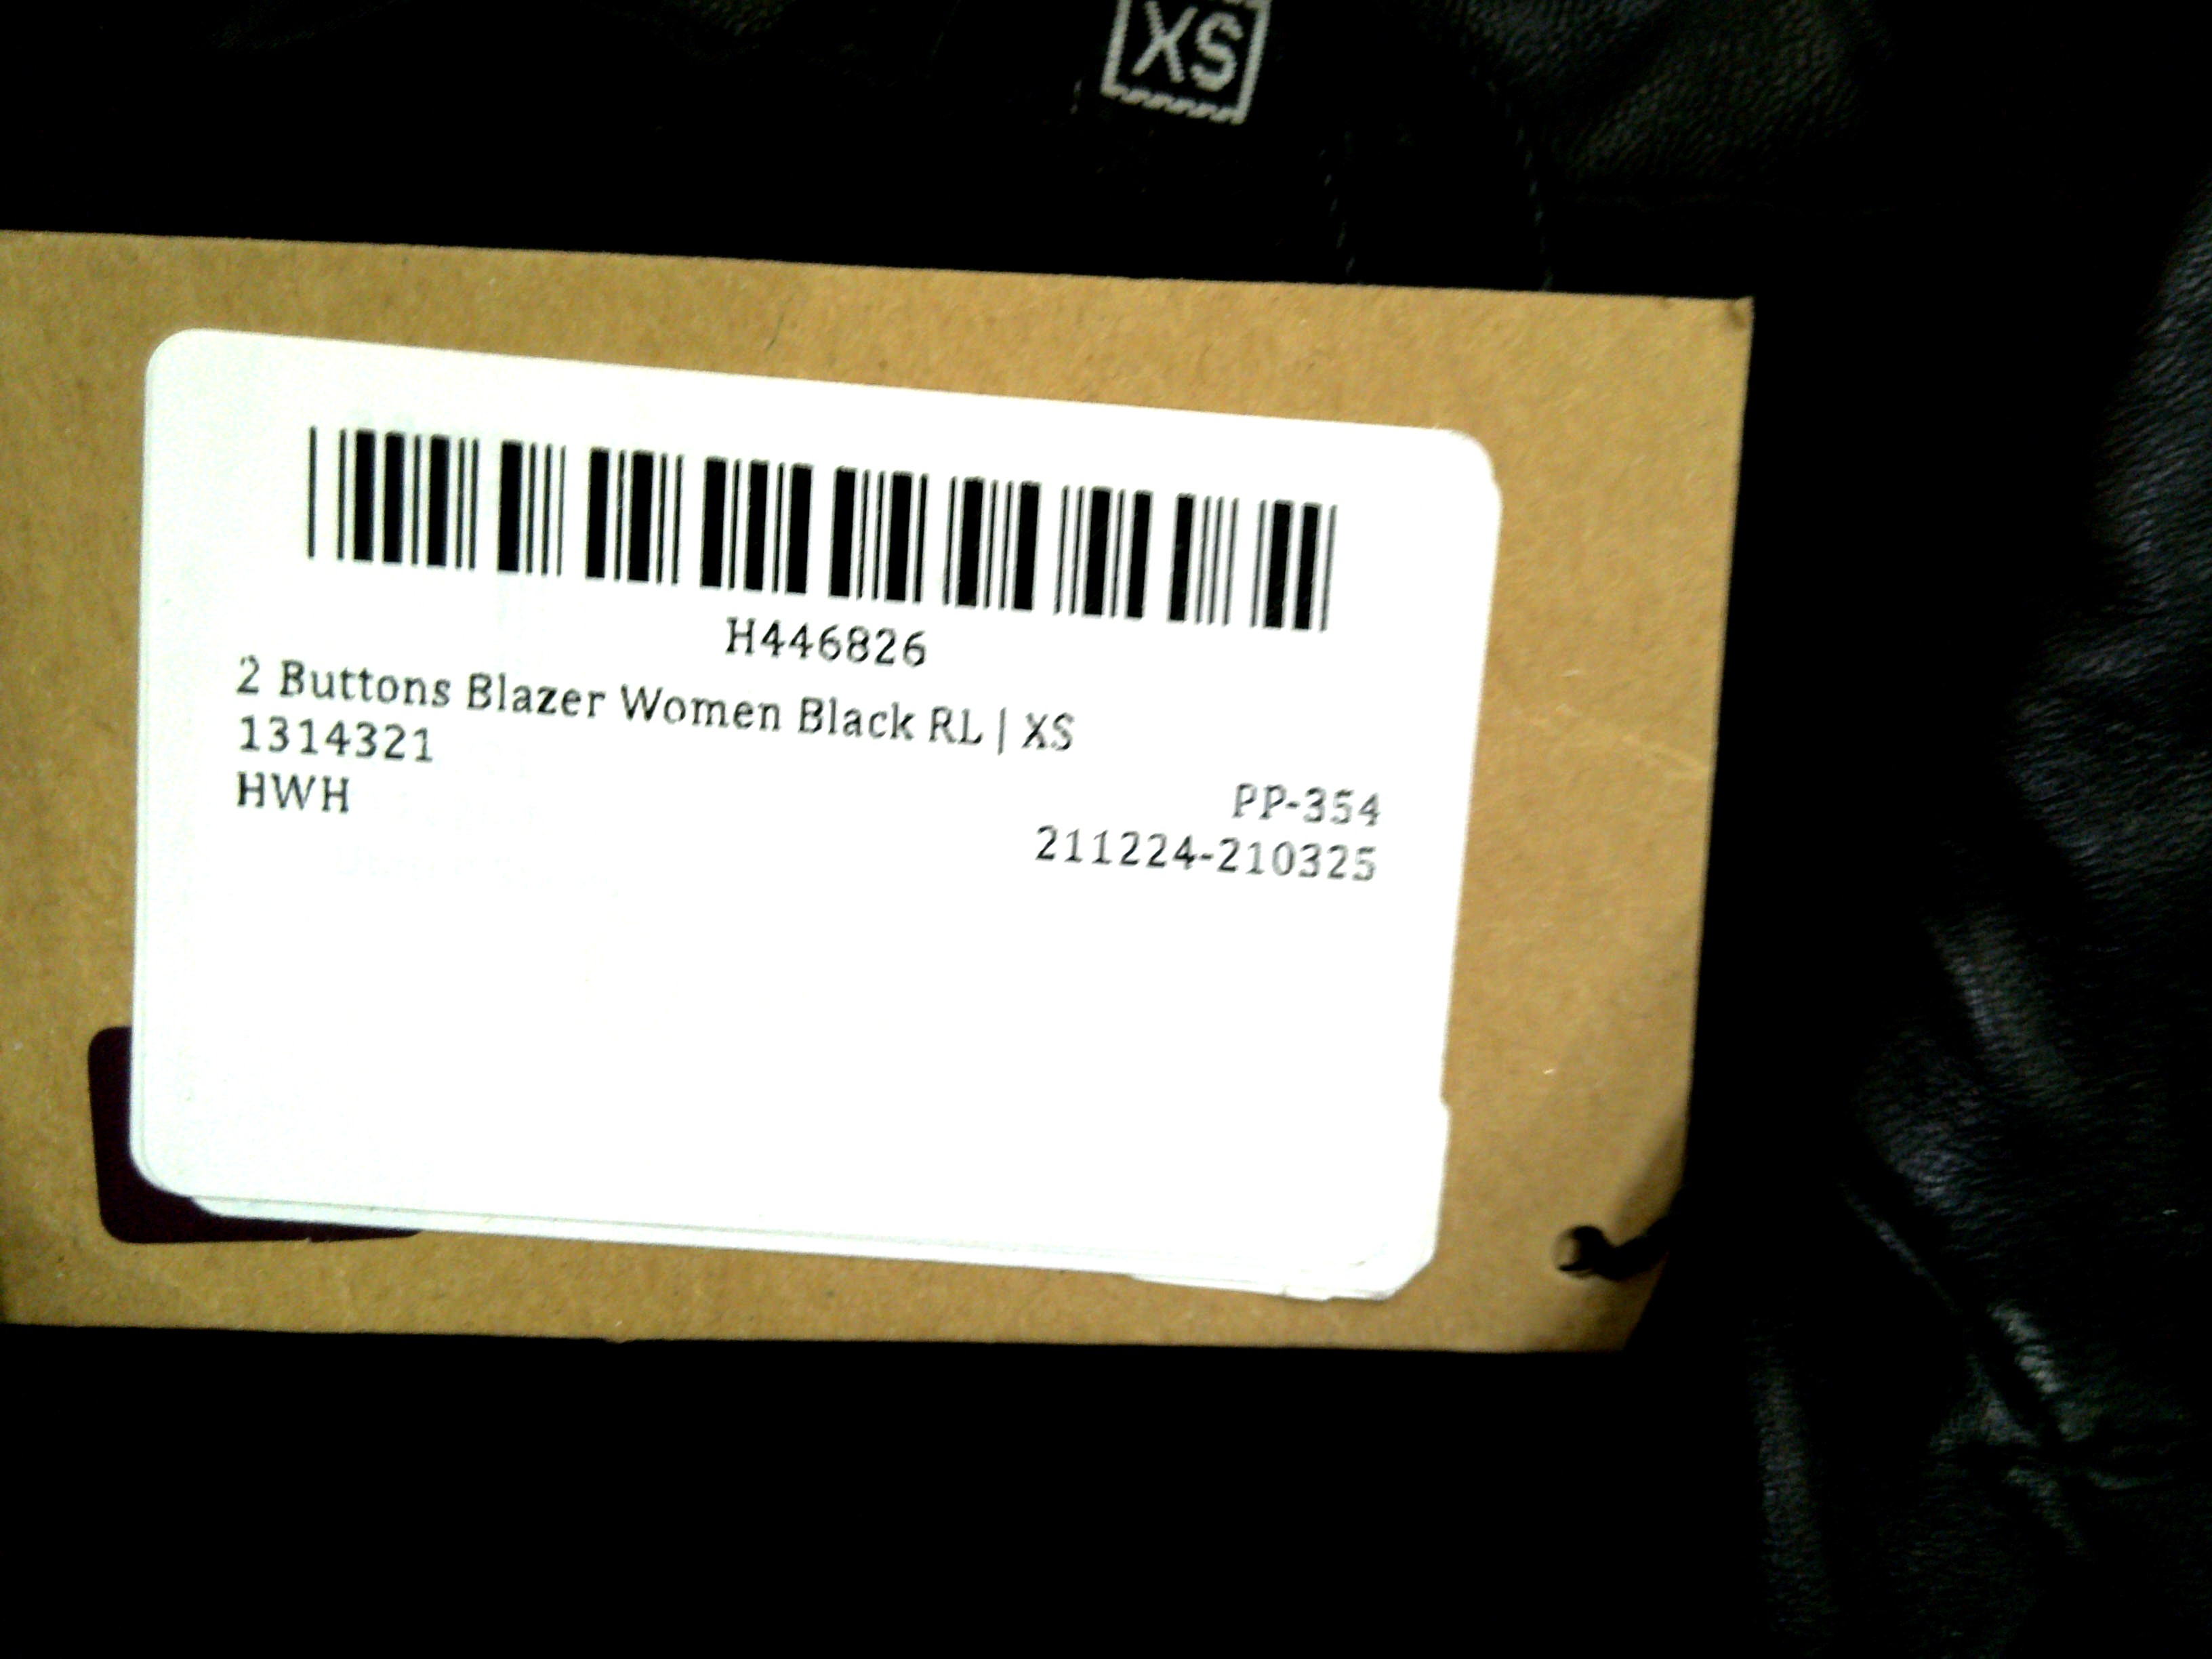 XS
H446826
2 Buttons Blazer Women Black RL | XS
1314321
HWH
PP-354
211224-210325